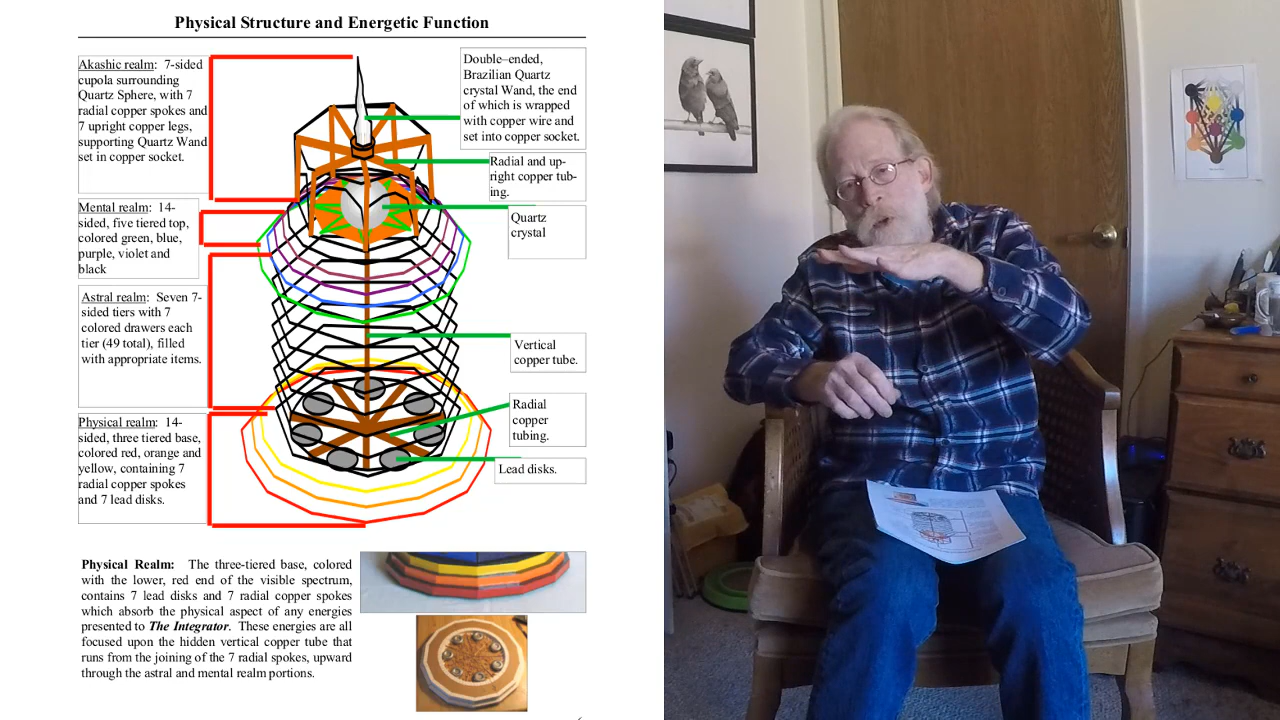 Physical Structure and Energetic Function
Akashic realm: 7-sided
cupola surrounding
Quartz Sphere, with 7
radial copper spokes and
7 upright copper legs,
supporting Quartz Wand
set in copper socket.
Mental realm: 14-
sided, five tiered top,
colored green, blue,
purple, violet and
black
Astral realm: Seven 7-
sided tiers with 7
colored drawers each
tier (49 total), filled
with appropriate items.
Physical realm: 14-
sided, three tiered base,
colored red, orange and
yellow, containing 7
radial copper spokes
and 7 lead disks.
Double–ended,
Brazilian Quartz
crystal Wand, the end
of which is wrapped
with copper wire and
set into copper socket.
Radial and up-
right copper tub-
ing.
Quartz
crystal
Vertical
copper tube.
Radial
copper
tubing.
Lead disks.
Physical Realm: The three-tiered base, colored
with the lower, red end of the visible spectrum,
contains 7 lead disks and 7 radial copper spokes
which absorb the physical aspect of any energies
presented to The Integrator. These energies are all
focused upon the hidden vertical copper tube that
runs from the joining of the 7 radial spokes, upward
through the astral and mental realm portions.